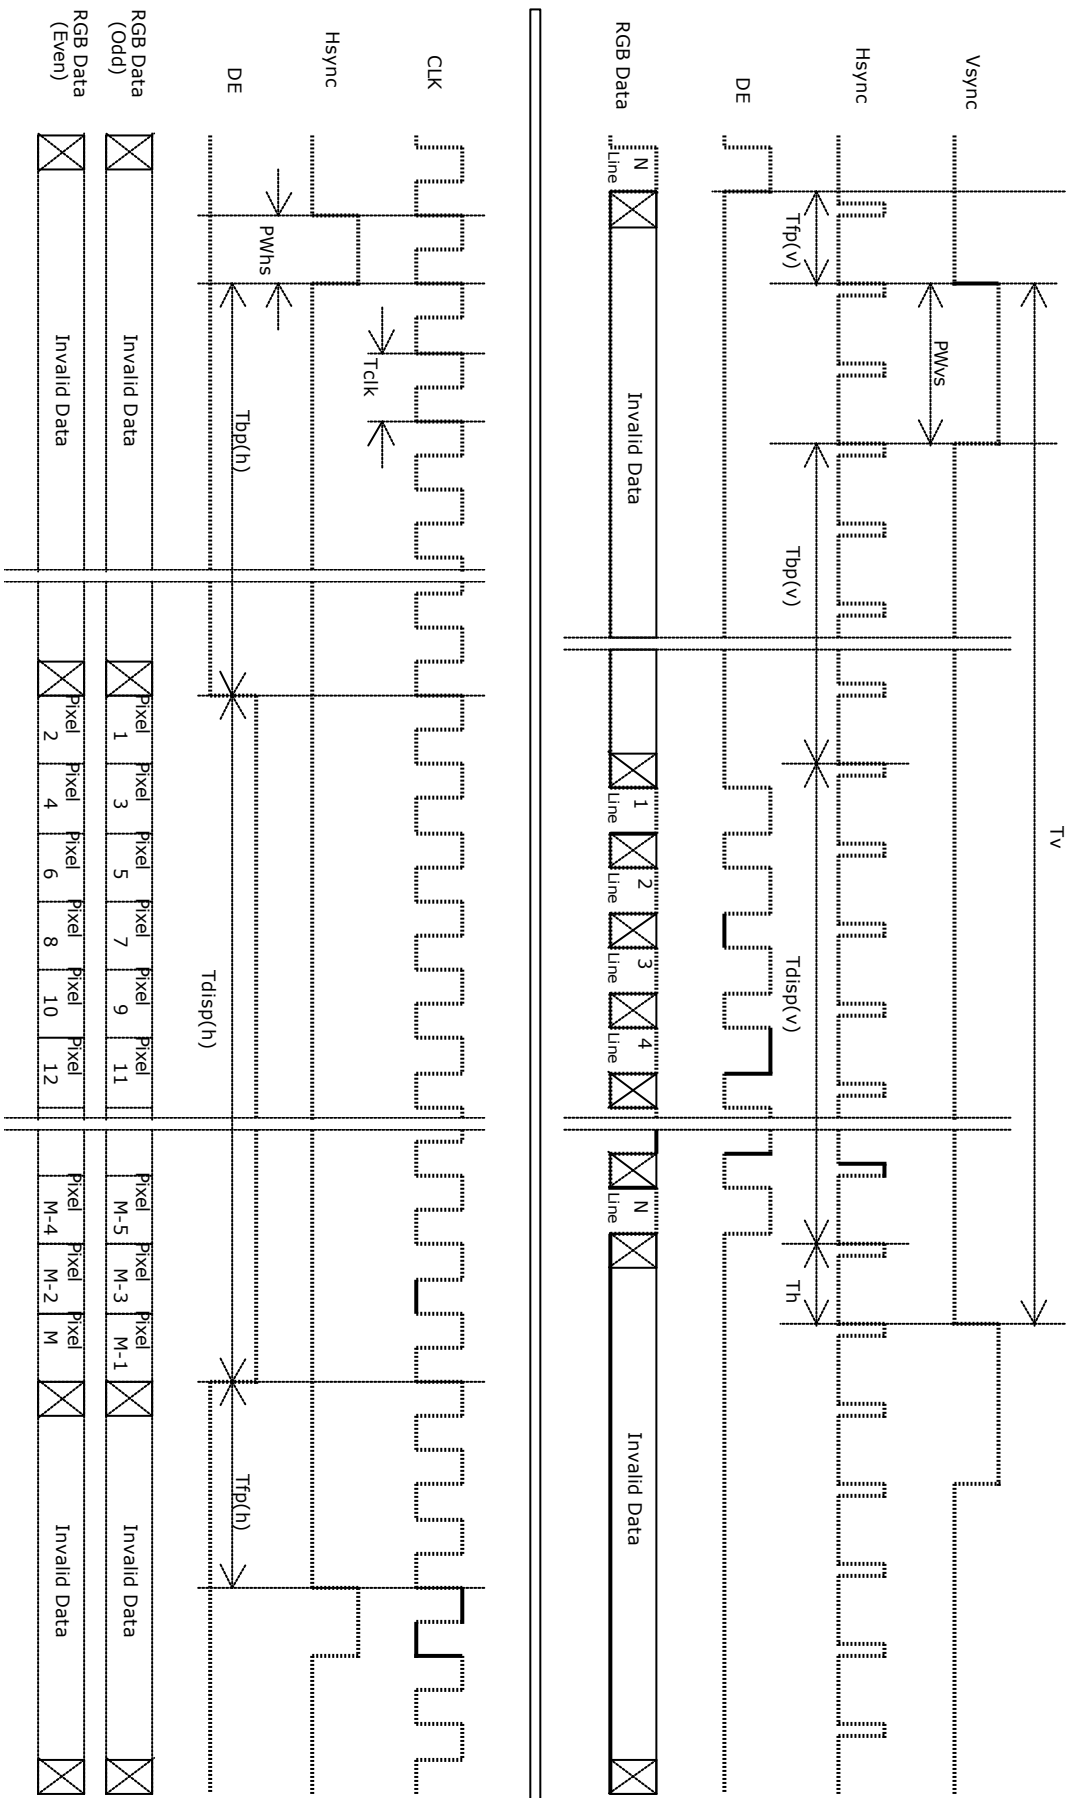 Tv
Vsync
PWvs
Hsync
Tfp(v)
Tbp(v)
Tdisp(v)
Th
DE
RGB Data
Line N
Invalid Data
Line 1
Line 2
Line 3
Line 4
Line N
Invalid Data
CLK
Tclk
Hsync
PWhs
Tbp(h)
Tfp(h)
DE
Tdisp(h)
RGB Data
(Odd)
Invalid Data
Pixel 1
Pixel 3
Pixel 5
Pixel 7
Pixel 9
Pixel 11
Pixel M-5
Pixel M-3
Pixel M-1
Invalid Data
RGB Data
(Even)
Invalid Data
Pixel 2
Pixel 4
Pixel 6
Pixel 8
Pixel 10
Pixel 12
Pixel M-4
Pixel M-2
Pixel M
Invalid Data